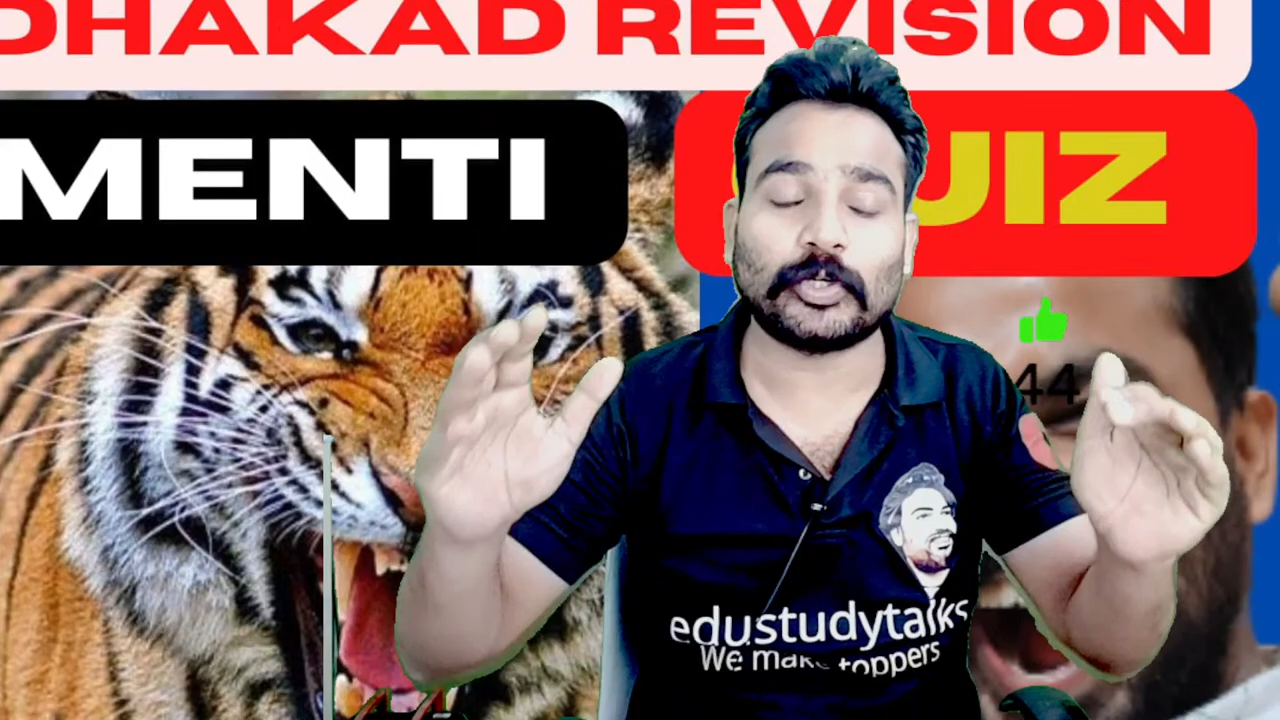 DHAKAD REVISION
MENTI
UIZ
44
edustudytalks
We make toppers